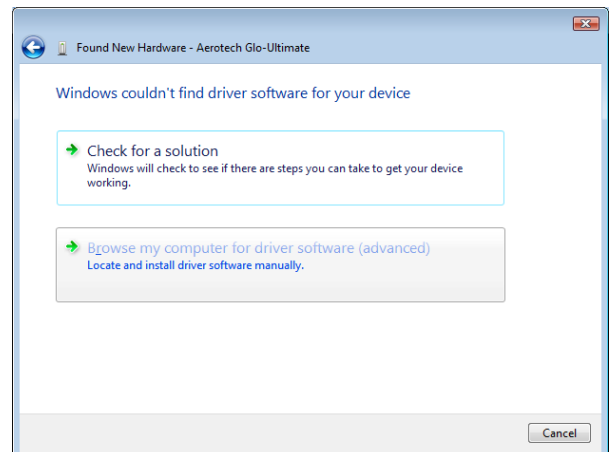 Found New Hardware - Aerotech Glo-Ultimate
Windows couldn't find driver software for your device
Check for a solution
Windows will check to see if there are steps you can take to get your device
working.
Browse my computer for driver software (advanced)
Locate and install driver software manually.
Cancel